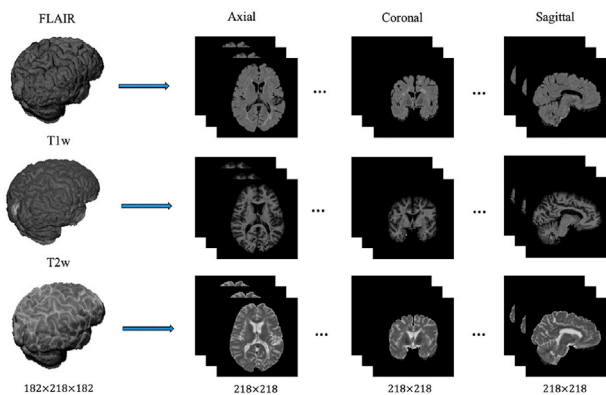 FLAIR Axial Coronal Sagittal
... ...
T1w
... ...
T2w
... ...
182×218×182 218×218 218×218 218×218